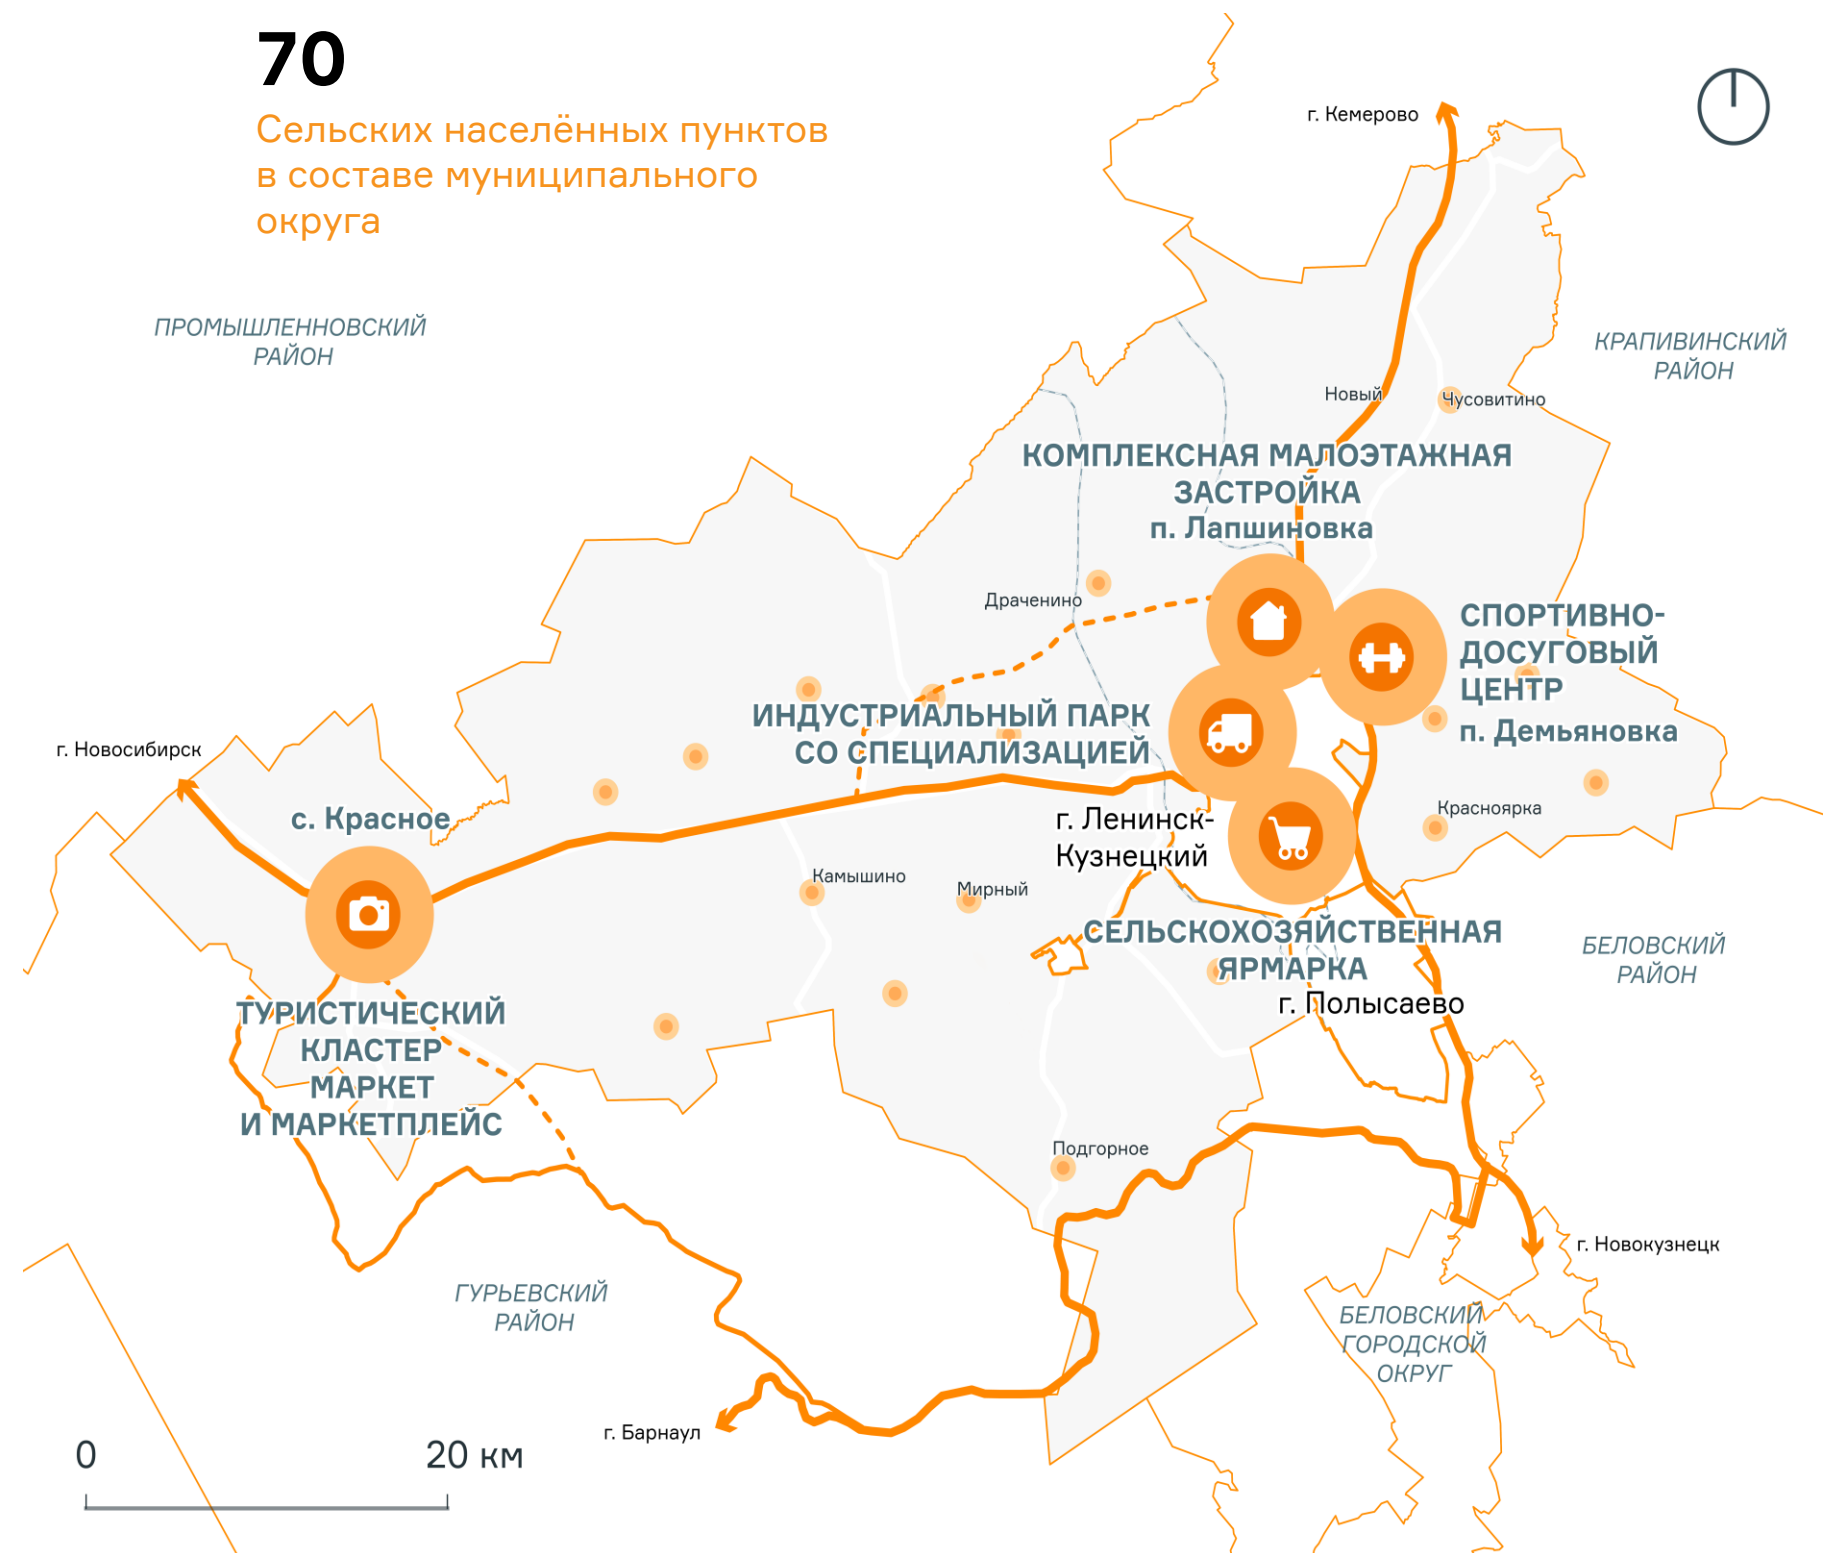 70
Сельских населённых пунктов
в составе муниципального
округа
г. Кемерово
ПРОМЫШЛЕННОВСКИЙ
РАЙОН
КРАПИВИНСКИЙ
РАЙОН
Новый
Чусовитино
КОМПЛЕКСНАЯ МАЛОЭТАЖНАЯ
ЗАСТРОЙКА
п. Лапшиновка
Драченино
СПОРТИВНО-
ДОСУГОВЫЙ
ЦЕНТР
п. Демьяновка
ИНДУСТРИАЛЬНЫЙ ПАРК
СО СПЕЦИАЛИЗАЦИЕЙ
г. Новосибирск
с. Красное
г. Ленинск-
Кузнецкий
Красноярка
Камышино
Мирный
СЕЛЬСКОХОЗЯЙСТВЕННАЯ
ЯРМАРКА
г. Полысаево
БЕЛОВСКИЙ
РАЙОН
ТУРИСТИЧЕСКИЙ
КЛАСТЕР
МАРКЕТ
И МАРКЕТПЛЕЙС
Подгорное
г. Новокузнецк
ГУРЬЕВСКИЙ
РАЙОН
БЕЛОВСКИЙ
ГОРОДСКОЙ
ОКРУГ
г. Барнаул
0
20 км